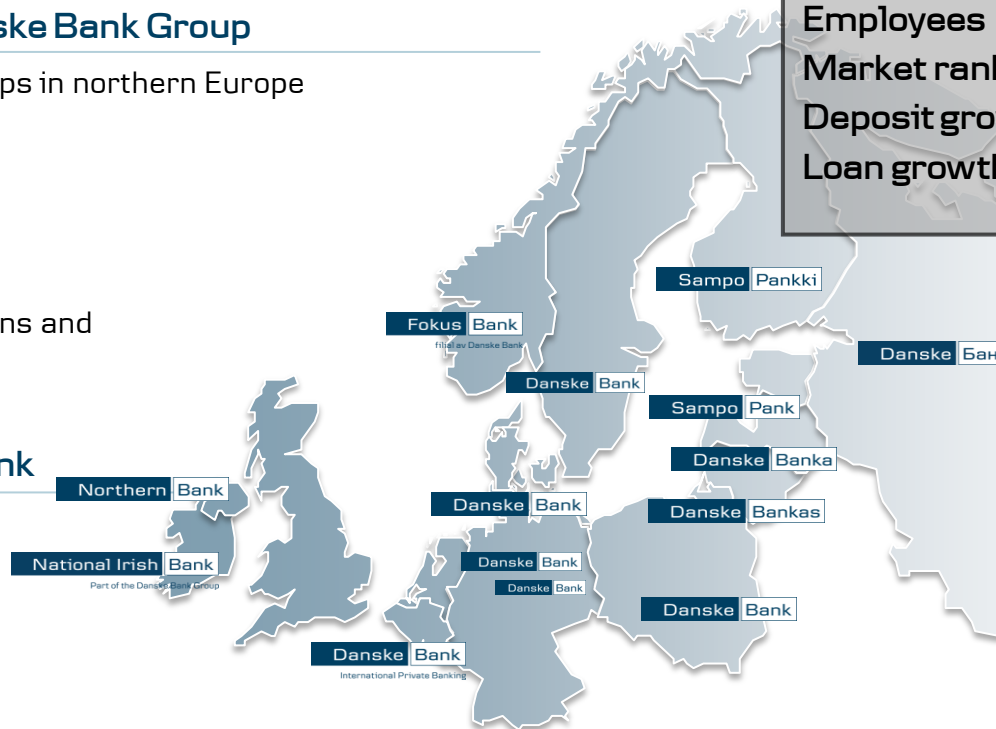 ske Bank Group
ps in northern Europe
ns and
nk
Employees
Market rank
Deposit gro
Loan growth
Sampo Pankki
Fokus Bank
filial av Danske Bank
Danske Бан
Danske Bank
Sampo Pank
Danske Banka
Northern Bank
Danske Bank
Danske Bankas
National Irish Bank
Part of the Danske Bank Group
Danske Bank
Danske Bank
Danske Bank
Danske Bank
International Private Banking